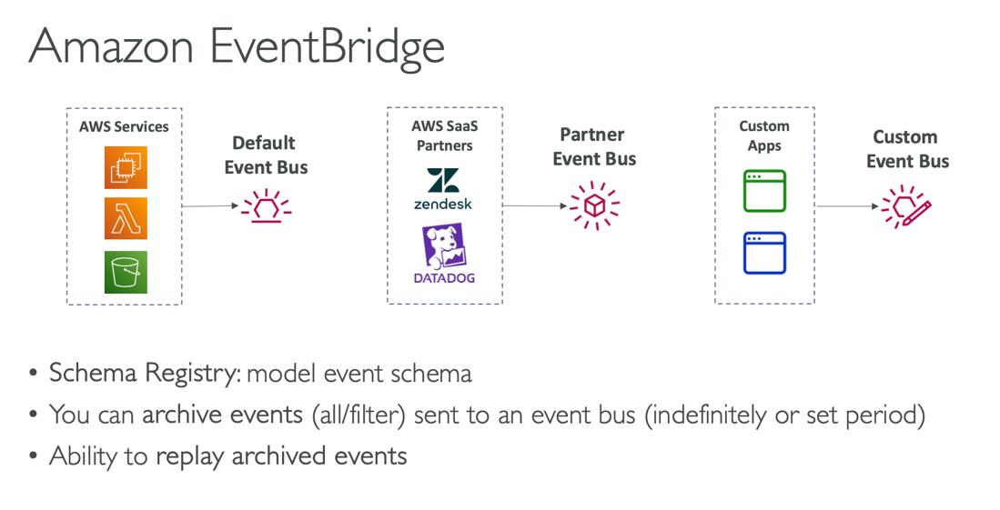 Amazon EventBridge
AWS Services
Default
Event Bus
AWS SaaS
Partners
zendesk
DATADOG
Partner
Event Bus
Custom
Apps
Custom
Event Bus
• Schema Registry: model event schema
• You can archive events (all/filter) sent to an event bus (indefinitely or set period)
• Ability to replay archived events